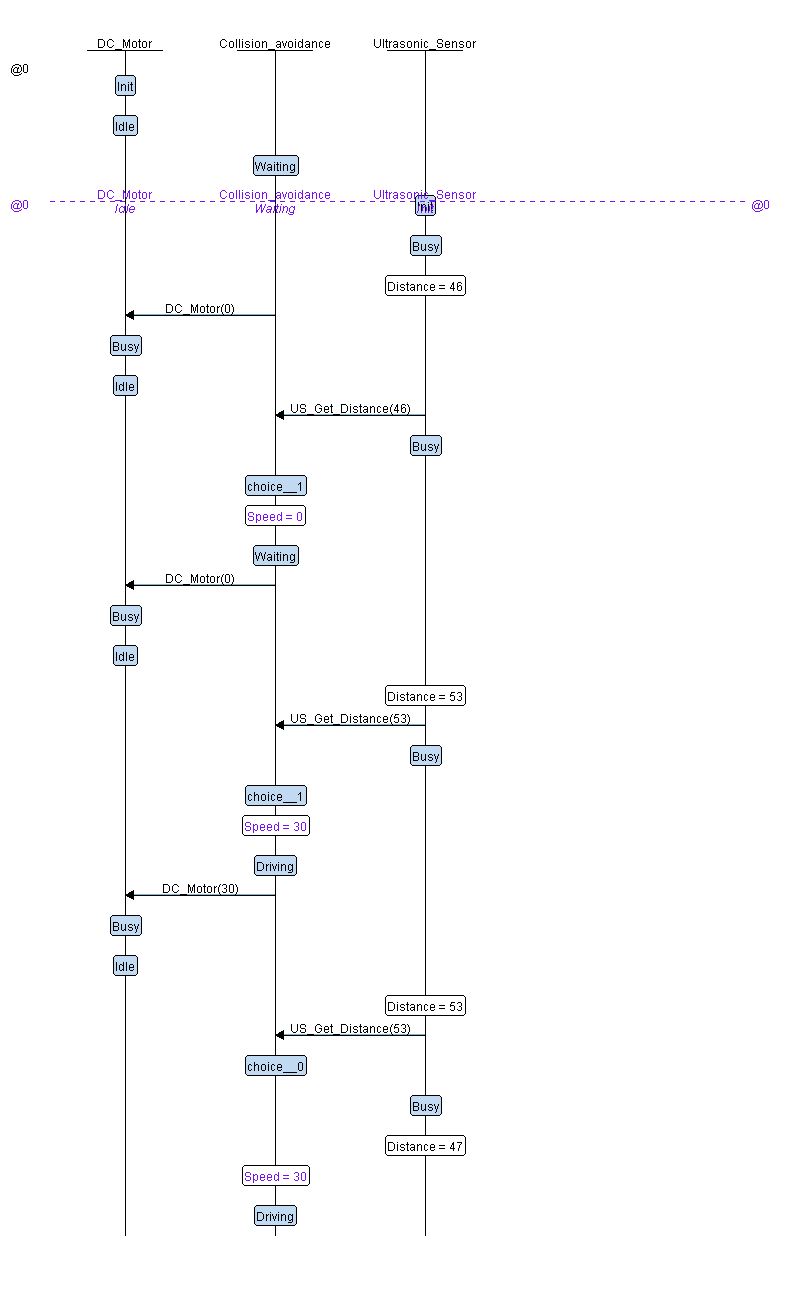 DC_Motor Collision_avoidance Ultrasonic_Sensor
@0
Init
Idle
Waiting
DC_Motor Collision_avoidance Ultrasonic_Sensor
@0 Idle Waiting Init @0
Busy
Distance = 46
DC_Motor(0)
Busy
Idle
US_Get_Distance(46)
Busy
choice__1
Speed = 0
Waiting
DC_Motor(0)
Busy
Idle
Distance = 53
US_Get_Distance(53)
Busy
choice__1
Speed = 30
Driving
DC_Motor(30)
Busy
Idle
Distance = 53
US_Get_Distance(53)
choice__0
Busy
Distance = 47
Speed = 30
Driving